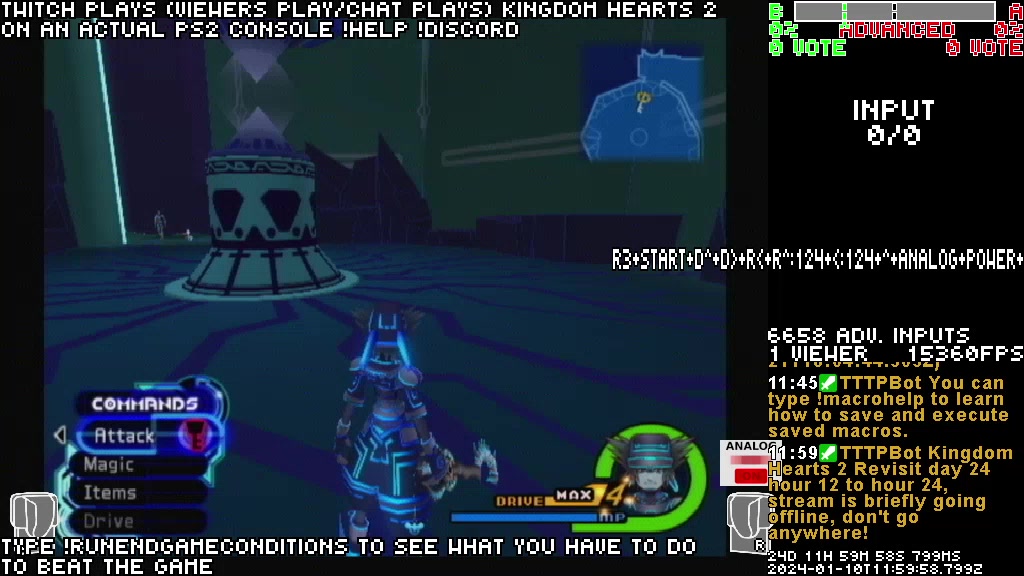 TWITCH PLAYS (VIEWERS PLAY/CHAT PLAYS) KINGDOM HEARTS 2
ON AN ACTUAL PS2 CONSOLE !HELP !DISCORD
B A
0% ADVANCED 0%
0 VOTE 0 VOTE
INPUT
0/0
R3+START+D^+D>+R<+R^:124+<:124+^+ANALOG+POWER+
6658 ADV. INPUTS
1 VIEWER 15360FPS
11:45 TTTPBot You can
type !macrohelp to learn
how to save and execute
saved macros.
11:59 TTTPBot Kingdom
Hearts 2 Revisit day 24
hour 12 to hour 24,
stream is briefly going
offline, don't go
anywhere!
24D 11H 59M 58S 799MS
2024-01-10T11:59:58.799Z
COMMANDS
Attack
Magic
Items
Drive
DRIVE MAX 4
MP
ANALOG
R
TYPE !RUNENDGAMECONDITIONS TO SEE WHAT YOU HAVE TO DO
TO BEAT THE GAME